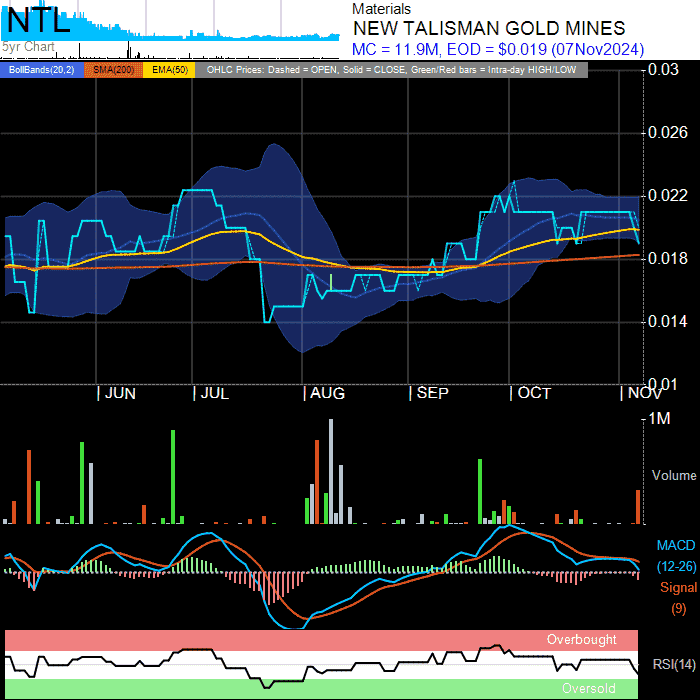 NTL
5yr Chart
Materials
NEW TALISMAN GOLD MINES
MC = 11.9M, EOD = $0.019 (07Nov2024)
BollBands(20,2) SMA(200) EMA(50) OHLC Prices: Dashed = OPEN, Solid = CLOSE, Green/Red bars = Intra-day HIGH/LOW
0.03
0.026
0.022
0.018
0.014
0.01
JUN JUL AUG SEP OCT NOV
1M
Volume
MACD
(12-26)
Signal
(9)
Overbought
RSI(14)
Oversold